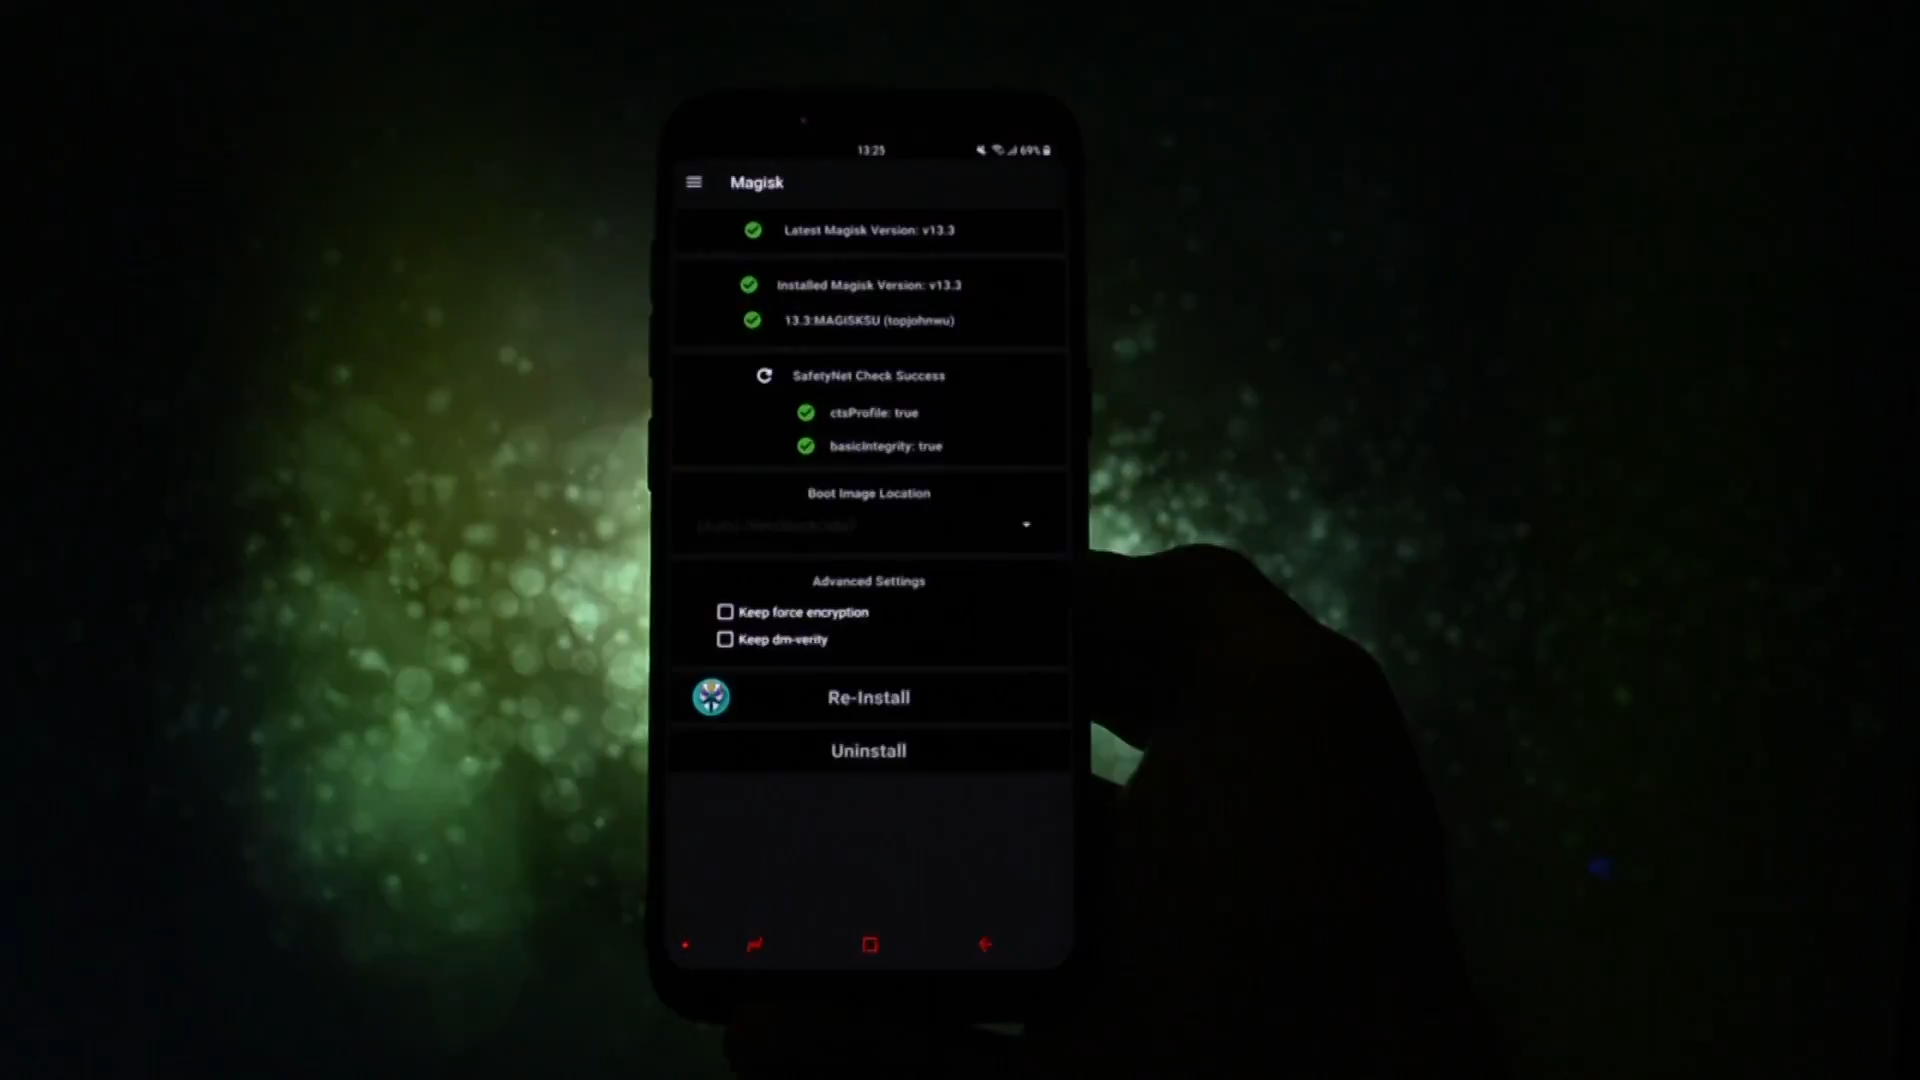 13:25 69%
Magisk
Latest Magisk Version: v13.3
Installed Magisk Version: v13.3
13.3:MAGISKSU (topjohnwu)
SafetyNet Check Success
ctsProfile: true
basicIntegrity: true
Boot Image Location
Advanced Settings
Keep force encryption
Keep dm-verity
Re-Install
Uninstall